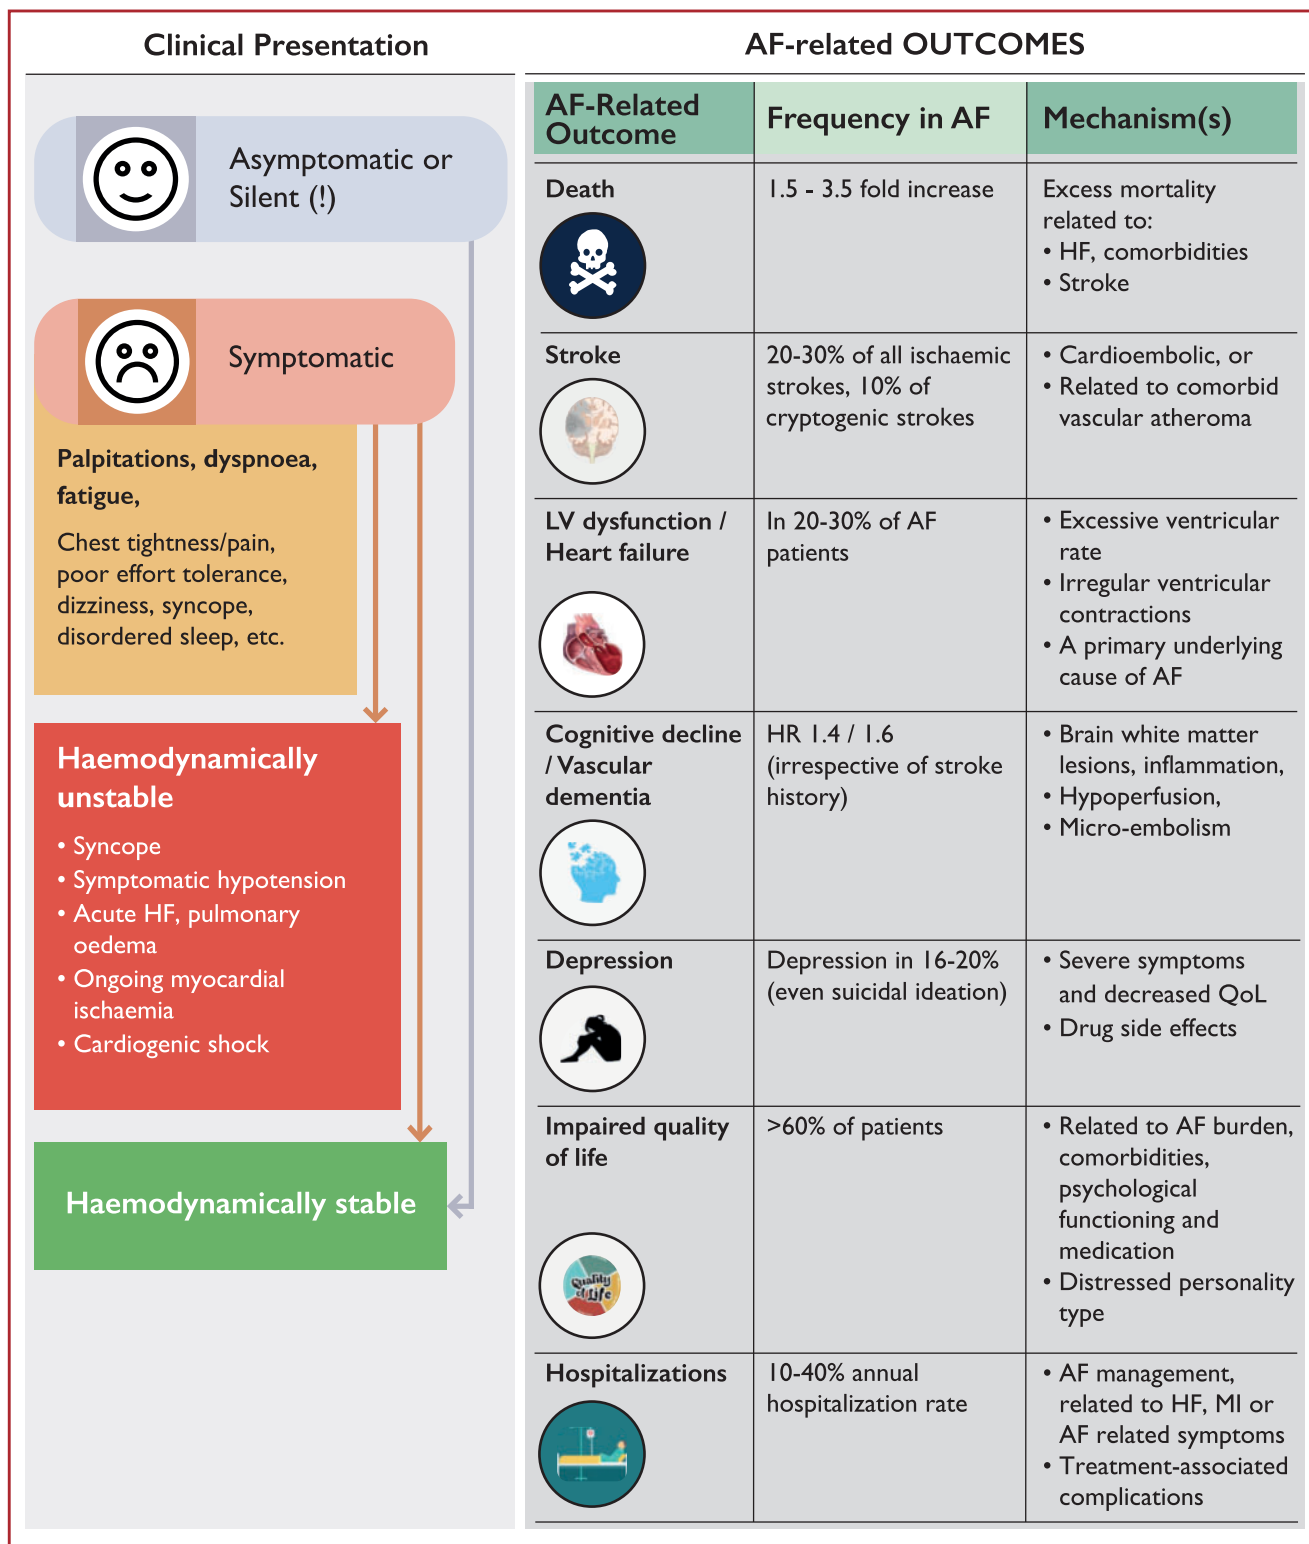 Clinical Presentation
Asymptomatic or
Silent (!)
Symptomatic
Palpitations, dyspnoea,
fatigue,
Chest tightness/pain,
poor effort tolerance,
dizziness, syncope,
disordered sleep, etc.
Haemodynamically
unstable
• Syncope
• Symptomatic hypotension
• Acute HF, pulmonary
oedema
• Ongoing myocardial
ischaemia
• Cardiogenic shock
Haemodynamically stable
AF-related OUTCOMES
AF-Related
Outcome
Frequency in AF
Mechanism(s)
Death
1.5 - 3.5 fold increase
Excess mortality
related to:
• HF, comorbidities
• Stroke
Stroke
20-30% of all ischaemic
strokes, 10% of
cryptogenic strokes
• Cardioembolic, or
• Related to comorbid
vascular atheroma
LV dysfunction /
Heart failure
In 20-30% of AF
patients
• Excessive ventricular
rate
• Irregular ventricular
contractions
• A primary underlying
cause of AF
Cognitive decline
/ Vascular
dementia
HR 1.4 / 1.6
(irrespective of stroke
history)
• Brain white matter
lesions, inflammation,
• Hypoperfusion,
• Micro-embolism
Depression
Depression in 16-20%
(even suicidal ideation)
• Severe symptoms
and decreased QoL
• Drug side effects
Impaired quality
of life
Quality
of Life
>60% of patients
• Related to AF burden,
comorbidities,
psychological
functioning and
medication
• Distressed personality
type
Hospitalizations
10-40% annual
hospitalization rate
• AF management,
related to HF, MI or
AF related symptoms
• Treatment-associated
complications